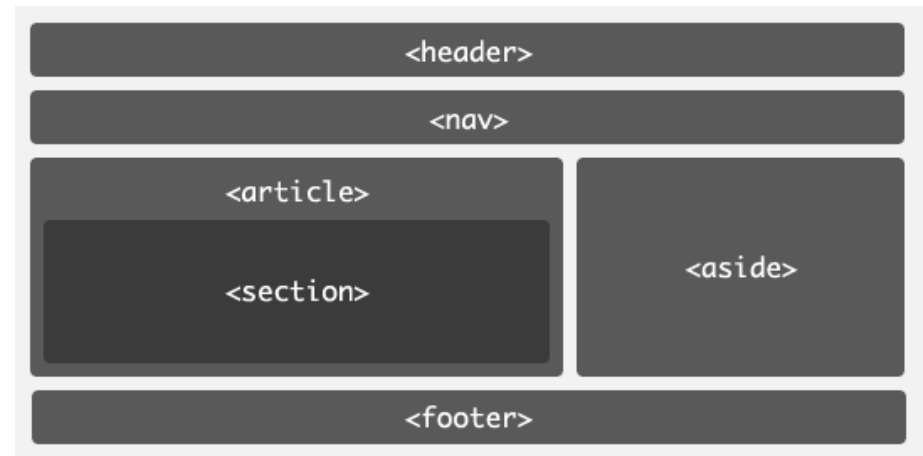 <header>
<nav>
<article>
<section>
<aside>
<footer>